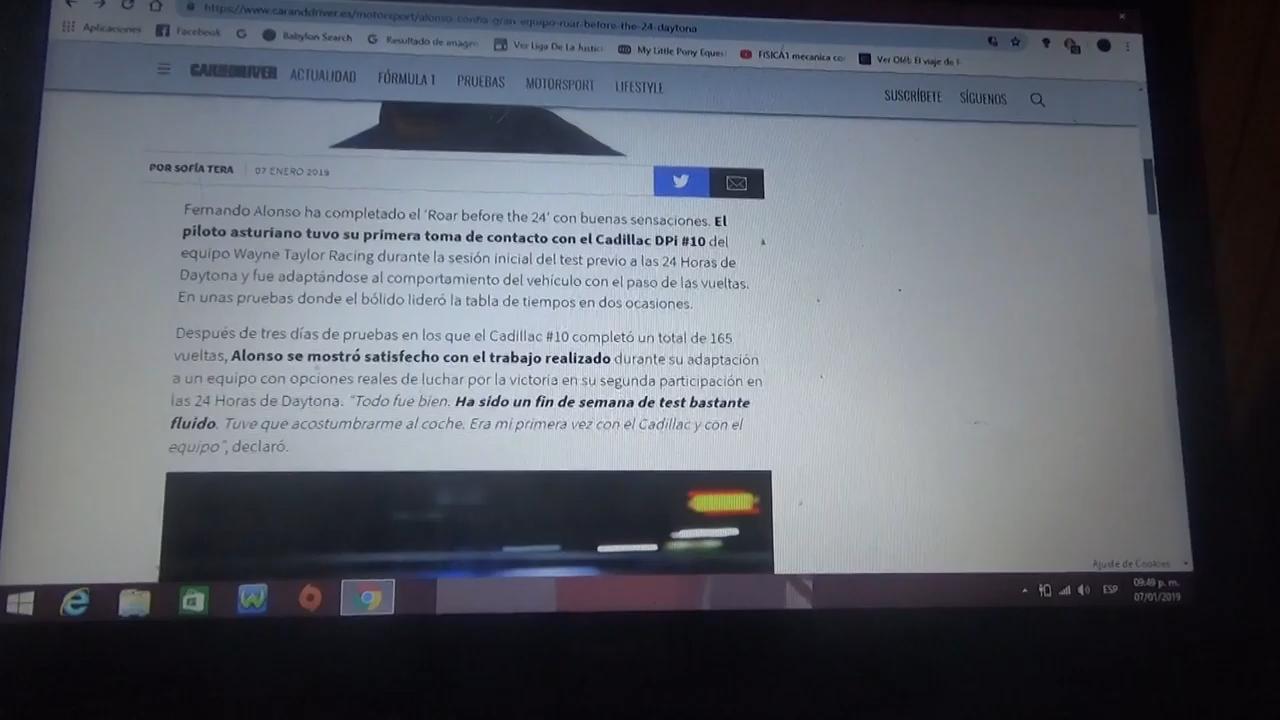 https://www.caranddriver.es/motorsport/alonso-confia-gran-equipo-roar-before-the-24-daytona
Aplicaciones Facebook Babylon Search Resultado de imagen Ver Liga De La Justic My Little Pony Eques FISICA1 mecanica co Ver Ver El viaje de
CAR and DRIVER ACTUALIDAD FÓRMULA 1 PRUEBAS MOTORSPORT LIFESTYLE SUSCRÍBETE SÍGUENOS
POR SOFÍA TERA 07 ENERO 2019
Fernando Alonso ha completado el 'Roar before the 24' con buenas sensaciones. El
piloto asturiano tuvo su primera toma de contacto con el Cadillac DPi #10 del
equipo Wayne Taylor Racing durante la sesión inicial del test previo a las 24 Horas de
Daytona y fue adaptándose al comportamiento del vehículo con el paso de las vueltas.
En unas pruebas donde el bólido lideró la tabla de tiempos en dos ocasiones.
Después de tres días de pruebas en los que el Cadillac #10 completó un total de 165
vueltas, Alonso se mostró satisfecho con el trabajo realizado durante su adaptación
a un equipo con opciones reales de luchar por la victoria en su segunda participación en
las 24 Horas de Daytona. "Todo fue bien. Ha sido un fin de semana de test bastante
fluido. Tuve que acostumbrarme al coche. Era mi primera vez con el Cadillac y con el
equipo", declaró.
Ajuste de Cookies
ESP 09:49 p. m.
07/01/2019